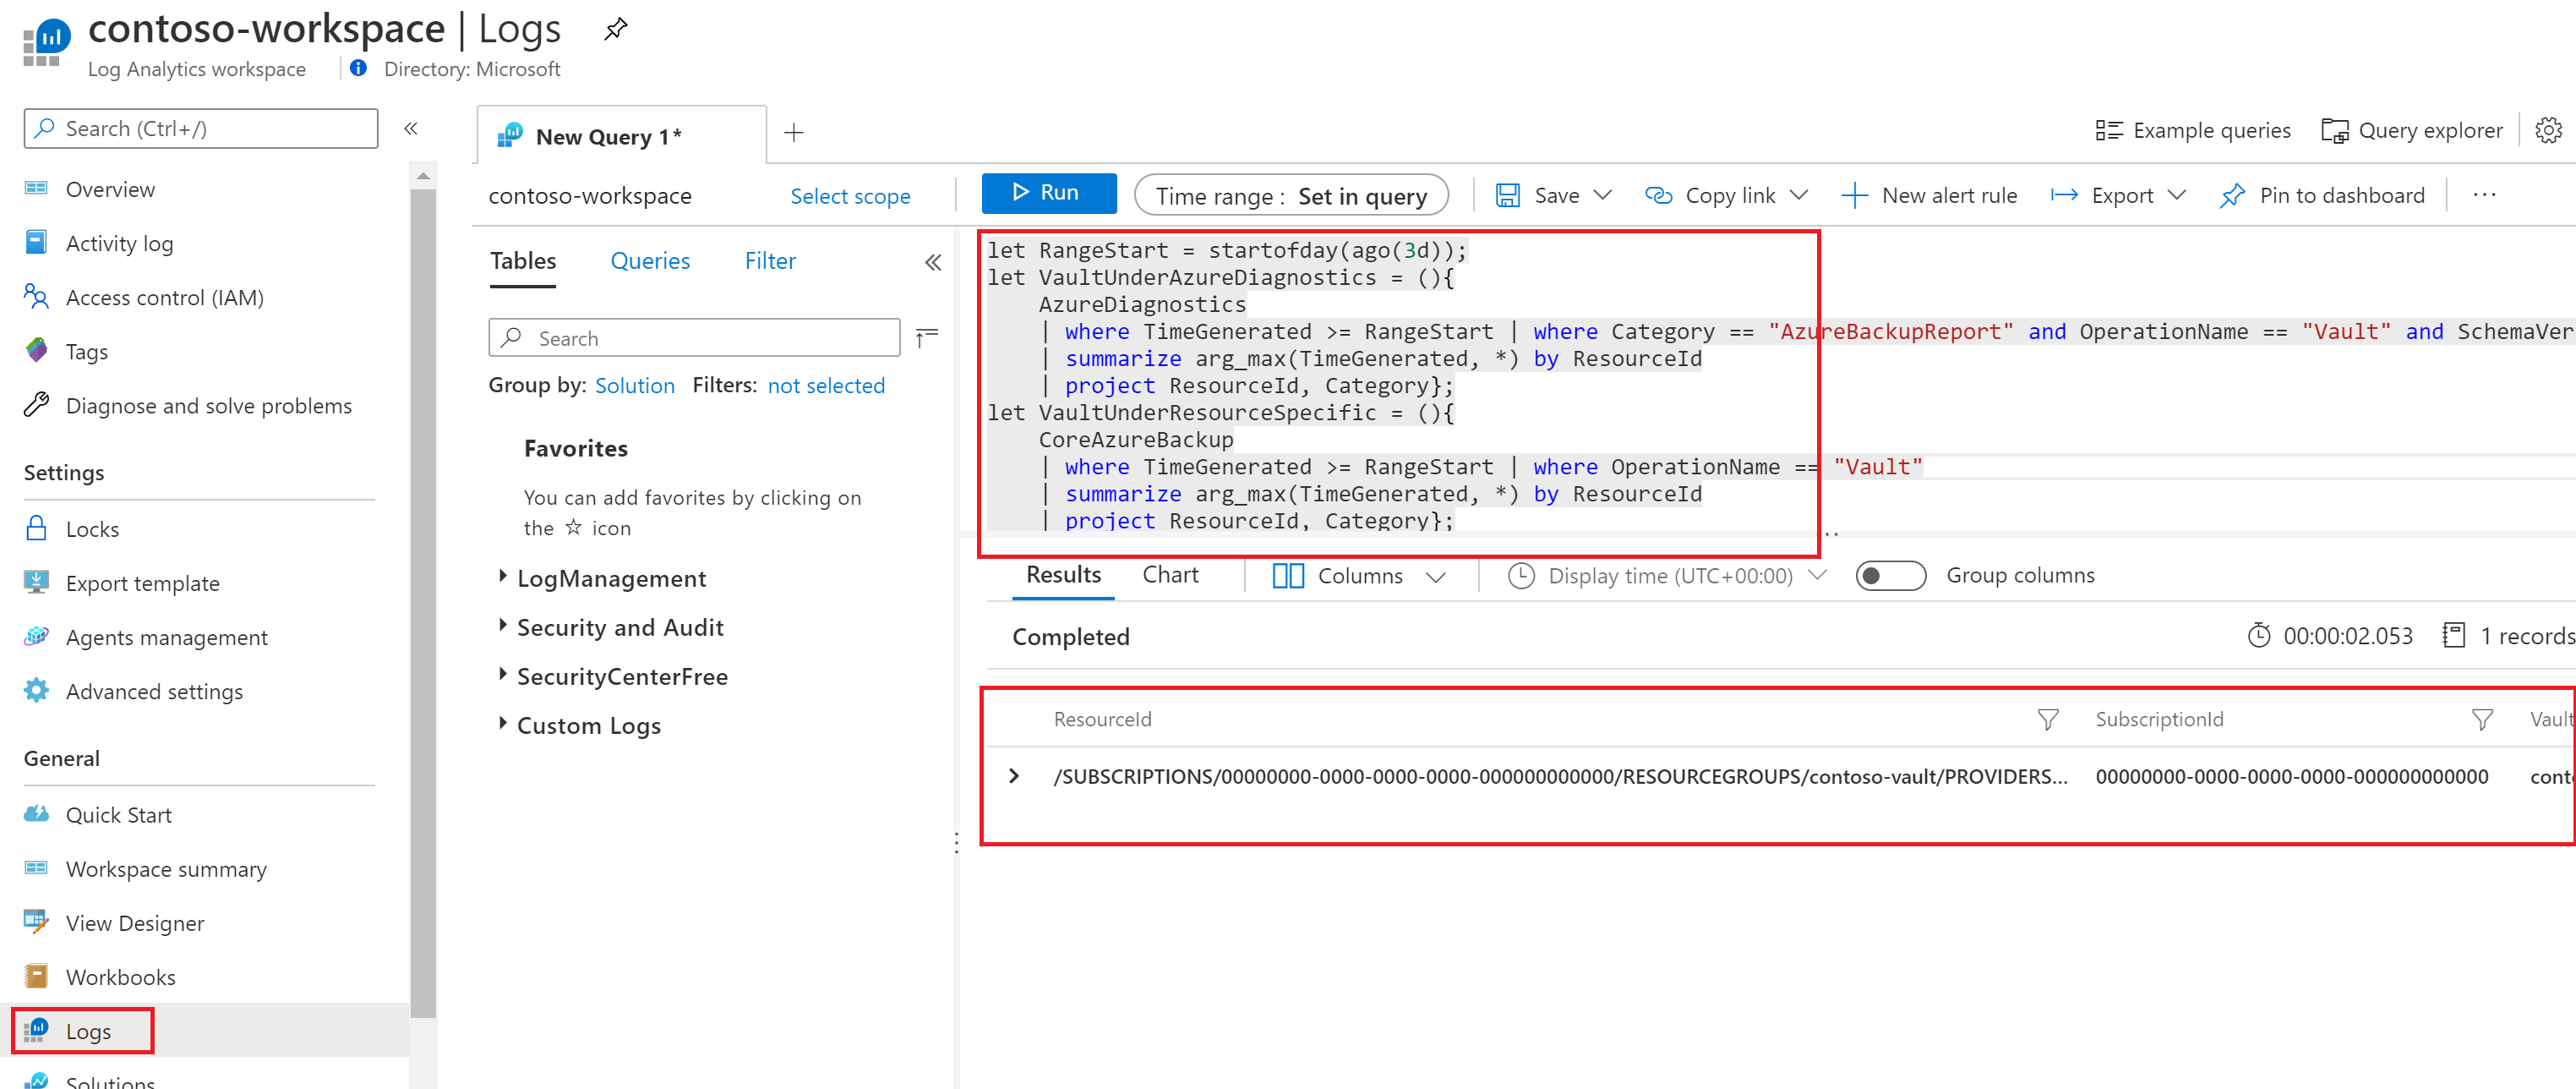 contoso-workspace | Logs
Log Analytics workspace
Directory: Microsoft
Search (Ctrl+/)
«
Overview
Activity log
Access control (IAM)
Tags
Diagnose and solve problems
Settings
Locks
Export template
Agents management
Advanced settings
General
Quick Start
Workspace summary
View Designer
Workbooks
Logs
Solutions
New Query 1*
+
Example queries
Query explorer
contoso-workspace
Select scope
Run
Time range : Set in query
Save
Copy link
New alert rule
Export
Pin to dashboard
...
Tables
Queries
Filter
«
Search
Group by: Solution Filters: not selected
Favorites
You can add favorites by clicking on
the ☆ icon
LogManagement
Security and Audit
SecurityCenterFree
Custom Logs
let RangeStart = startofday(ago(3d));
let VaultUnderAzureDiagnostics = (){
AzureDiagnostics
| where TimeGenerated >= RangeStart | where Category == "AzureBackupReport" and OperationName == "Vault" and SchemaVer
| summarize arg_max(TimeGenerated, *) by ResourceId
| project ResourceId, Category};
let VaultUnderResourceSpecific = (){
CoreAzureBackup
| where TimeGenerated >= RangeStart | where OperationName == "Vault"
| summarize arg_max(TimeGenerated, *) by ResourceId
| project ResourceId, Category};
Results
Chart
Columns
Display time (UTC+00:00)
Group columns
Completed
00:00:02.053
1 records
ResourceId
SubscriptionId
Vault
/SUBSCRIPTIONS/00000000-0000-0000-0000-000000000000/RESOURCEGROUPS/contoso-vault/PROVIDERS...
00000000-0000-0000-0000-000000000000
conto